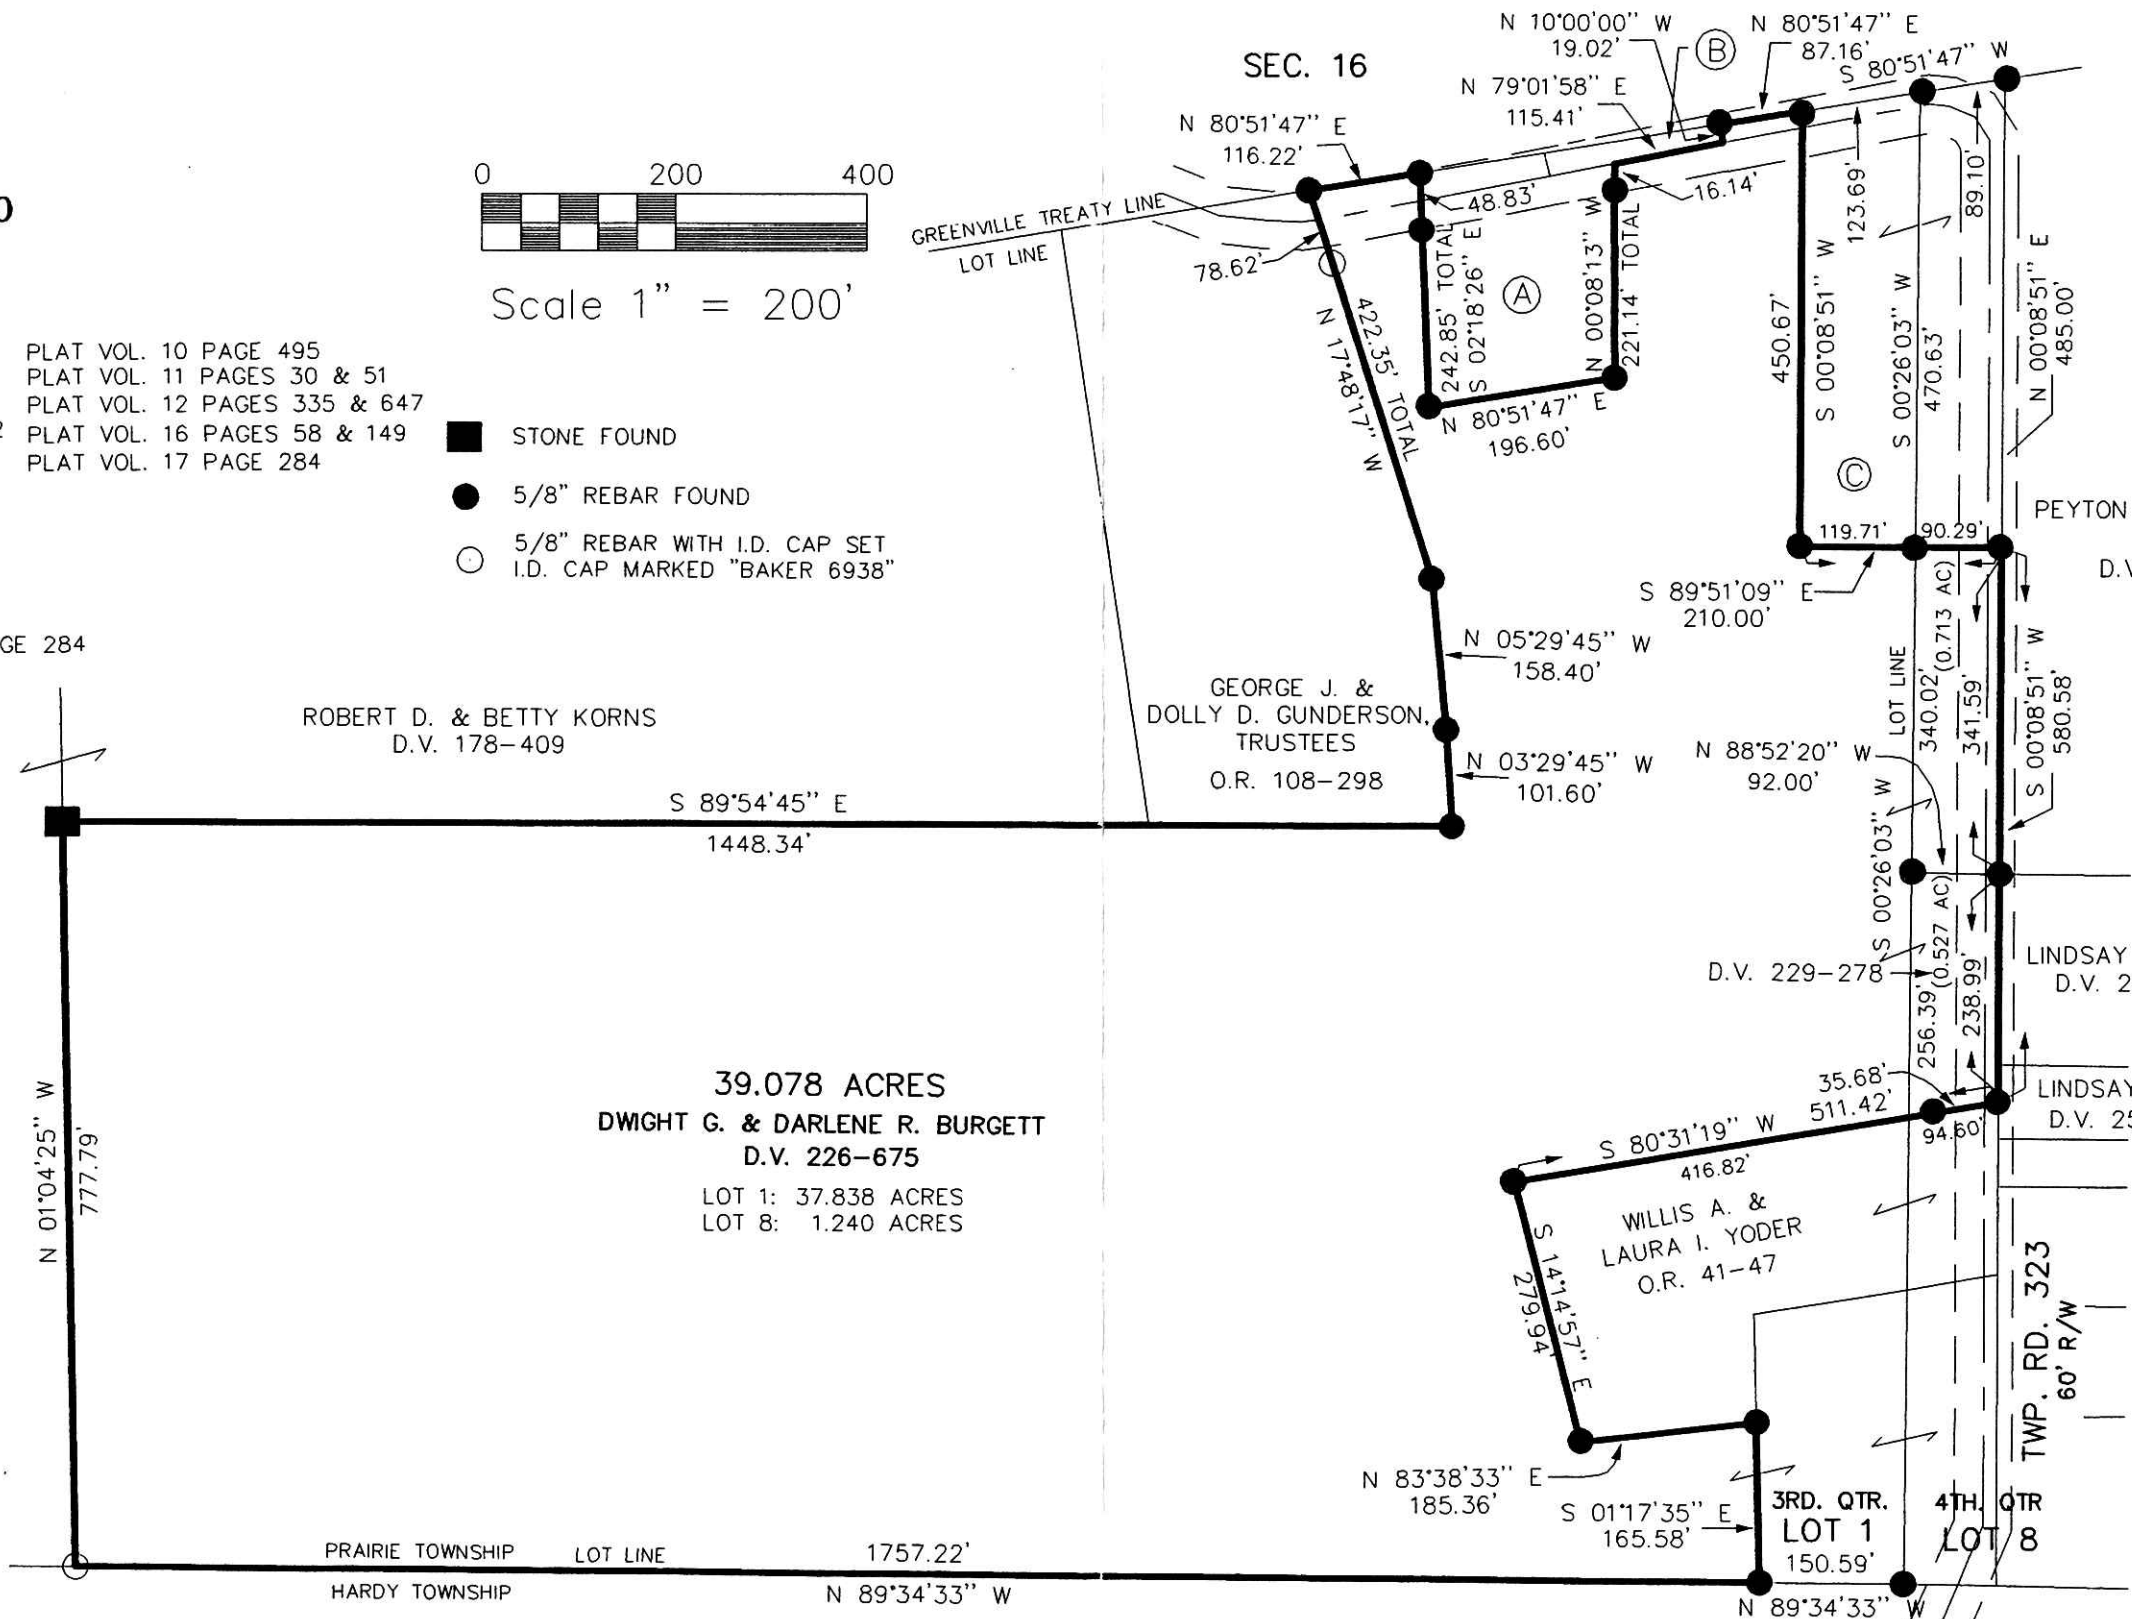 SEC. 16
N 10°00'00" W
19.02'
B
N 80°51'47" E
87.16'
S 80°51'47" W
N 79°01'58" E
115.41'
N 80°51'47" E
116.22'
0 200 400
Scale 1" = 200'
GREENVILLE TREATY LINE
LOT LINE
78.62'
48.83'
16.14'
123.69'
89.10'
242.85' TOTAL
S 02°18'26" E
A
N 00°08'13" W
221.14' TOTAL
422.35' TOTAL
N 17°48'17" W
N 80°51'47" E
196.60'
450.67'
S 00°08'51" W
S 00°26'03" W
470.63'
N 00°08'51" E
485.00'
C
PLAT VOL. 10 PAGE 495
PLAT VOL. 11 PAGES 30 & 51
PLAT VOL. 12 PAGES 335 & 647
PLAT VOL. 16 PAGES 58 & 149
PLAT VOL. 17 PAGE 284
STONE FOUND
5/8" REBAR FOUND
5/8" REBAR WITH I.D. CAP SET
I.D. CAP MARKED "BAKER 6938"
GE 284
PEYTON
D.V
119.71'
90.29'
S 89°51'09" E
210.00'
(0.713 AC)
N 05°29'45" W
158.40'
LOT LINE
340.02'
341.59'
S 00°08'51" W
580.58'
ROBERT D. & BETTY KORNS
D.V. 178-409
GEORGE J. &
DOLLY D. GUNDERSON,
TRUSTEES
O.R. 108-298
N 03°29'45" W
101.60'
N 88°52'20" W
92.00'
S 89°54'45" E
1448.34'
S 00°26'03" W
D.V. 229-278
(0.527 AC)
256.39'
238.99'
LINDSAY
D.V. 2
LINDSAY
D.V. 25
39.078 ACRES
DWIGHT G. & DARLENE R. BURGETT
D.V. 226-675
LOT 1: 37.838 ACRES
LOT 8: 1.240 ACRES
N 01°04'25" W
777.79'
35.68'
511.42'
S 80°31'19" W
416.82'
94.60'
WILLIS A. &
LAURA I. YODER
O.R. 41-47
S 14°14'57" E
279.94'
TWP. RD. 323
60' R/W
N 83°38'33" E
185.36'
S 01°17'35" E
165.58'
3RD. QTR.
LOT 1
4TH. QTR
LOT 8
150.59'
N 89°34'33" W
PRAIRIE TOWNSHIP LOT LINE
1757.22'
HARDY TOWNSHIP
N 89°34'33" W